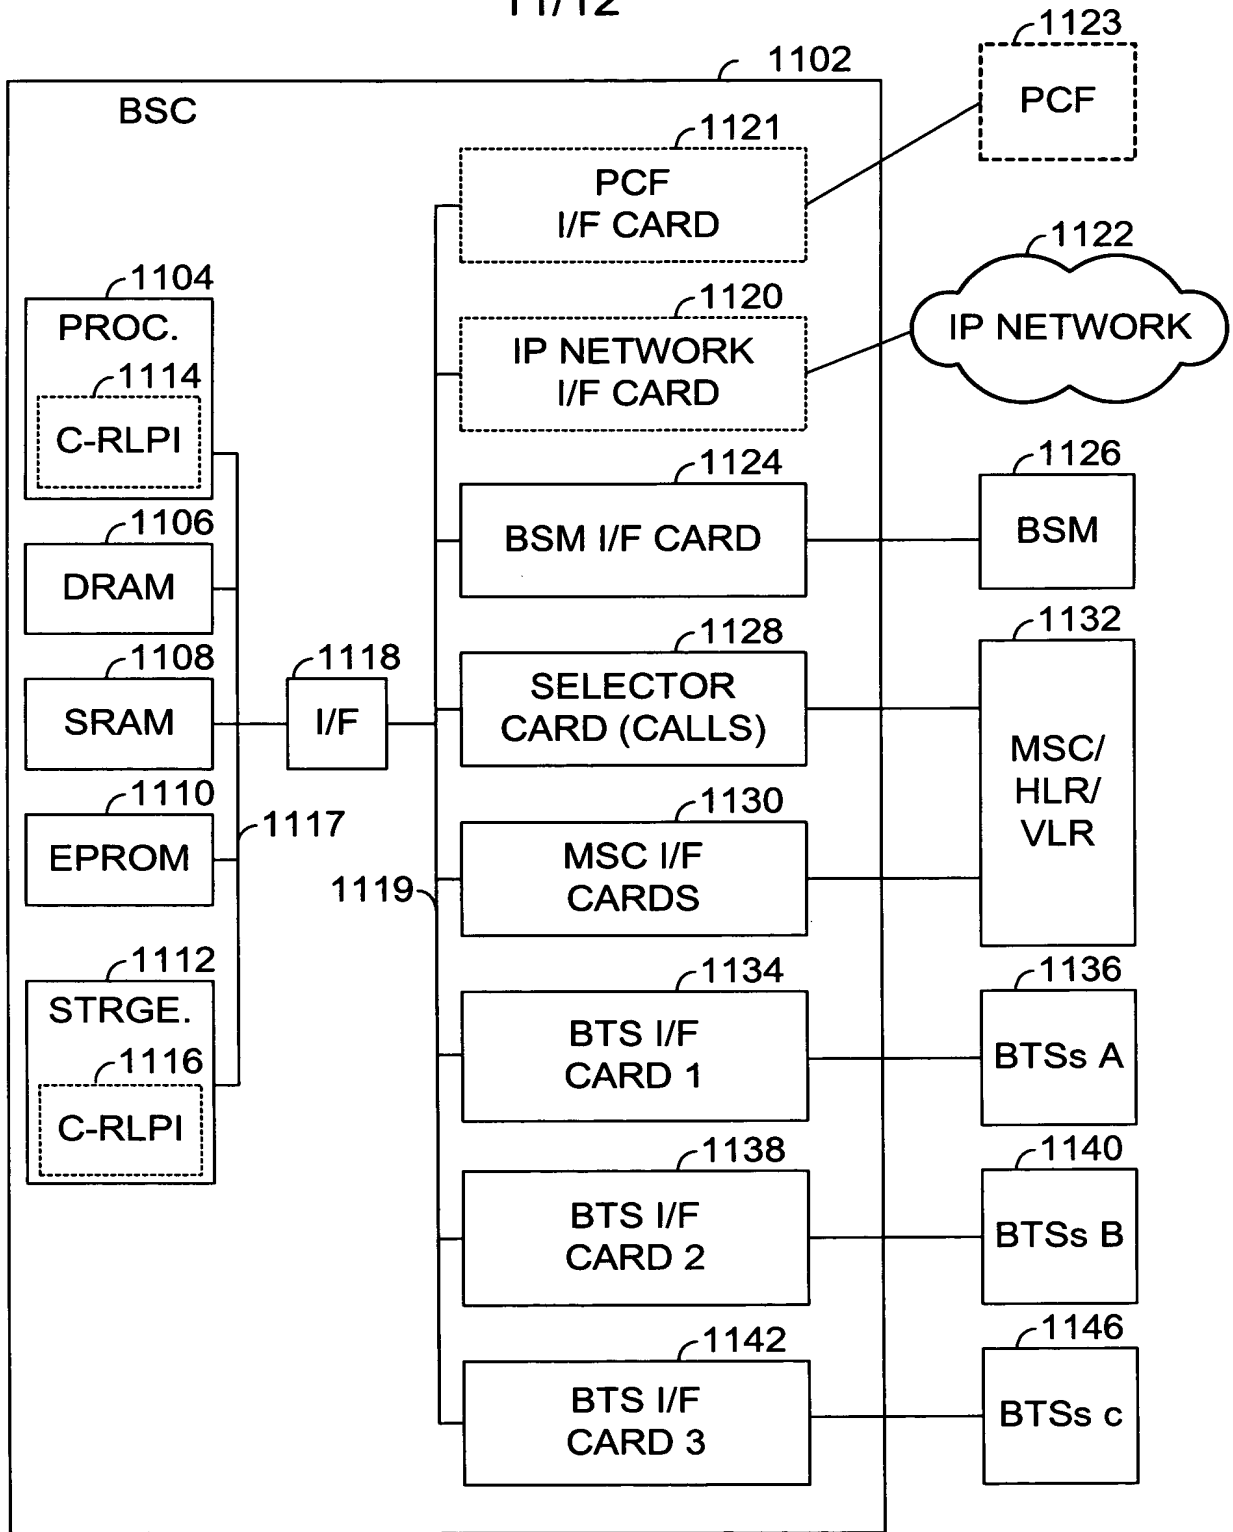 11/12
1102
BSC
1123
PCF
1121
PCF
I/F CARD
1122
IP NETWORK
1120
IP NETWORK
I/F CARD
1104
PROC.
1114
C-RLPI
1124
BSM I/F CARD
1126
BSM
1106
DRAM
1108
SRAM
1118
I/F
1128
SELECTOR
CARD (CALLS)
1132
MSC/
HLR/
VLR
1110
EPROM
1117
1119
1130
MSC I/F
CARDS
1112
STRGE.
1116
C-RLPI
1134
BTS I/F
CARD 1
1136
BTSs A
1138
BTS I/F
CARD 2
1140
BTSs B
1142
BTS I/F
CARD 3
1146
BTSs c